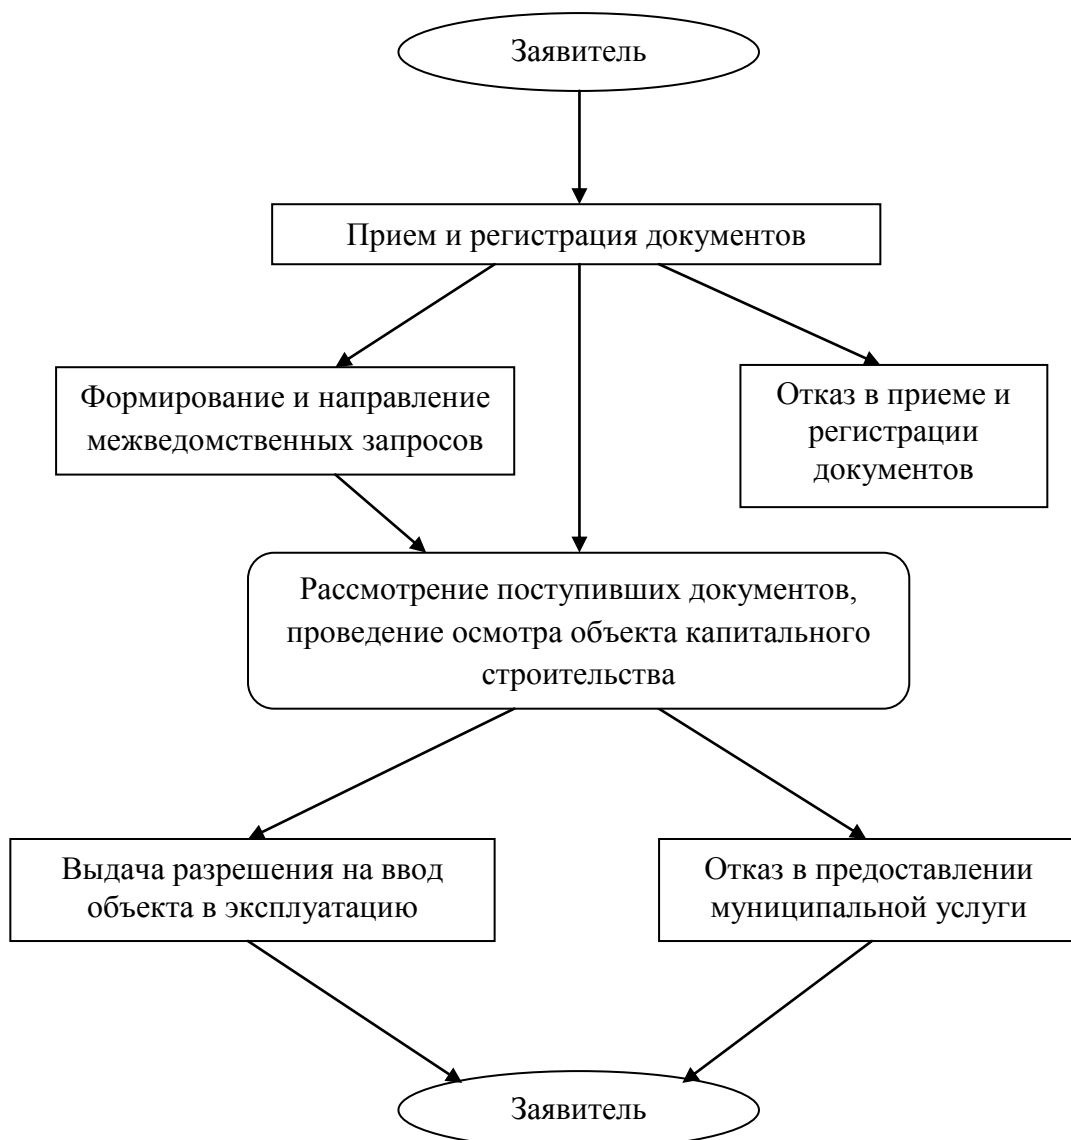 Заявитель
Прием и регистрация документов
Формирование и направление
межведомственных запросов
Отказ в приеме и
регистрации
документов
Рассмотрение поступивших документов,
проведение осмотра объекта капитального
строительства
Выдача разрешения на ввод
объекта в эксплуатацию
Отказ в предоставлении
муниципальной услуги
Заявитель